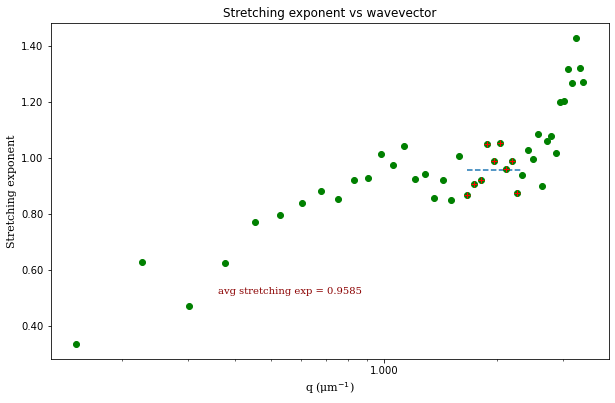 Stretching exponent vs wavevector
1.40
1.20
1.00
0.80
0.60
0.40
Stretching exponent
avg stretching exp = 0.9585
1.000
q (μm⁻¹)